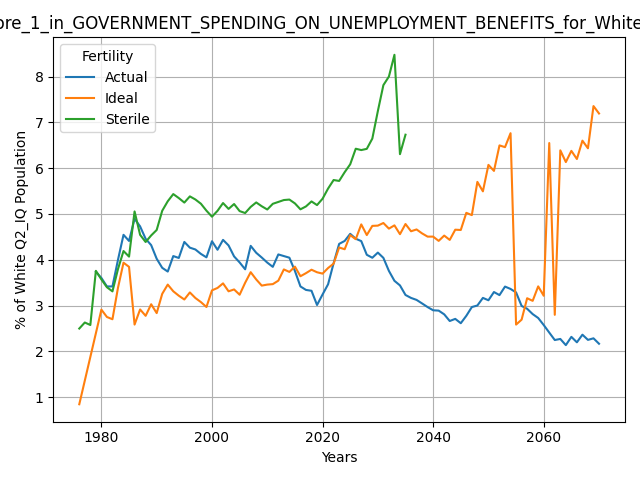 ore_1_in_GOVERNMENT_SPENDING_ON_UNEMPLOYMENT_BENEFITS_for_White
Fertility
Actual
Ideal
Sterile
% of White Q2_IQ Population
8
7
6
5
4
3
2
1
1980 2000 2020 2040 2060
Years